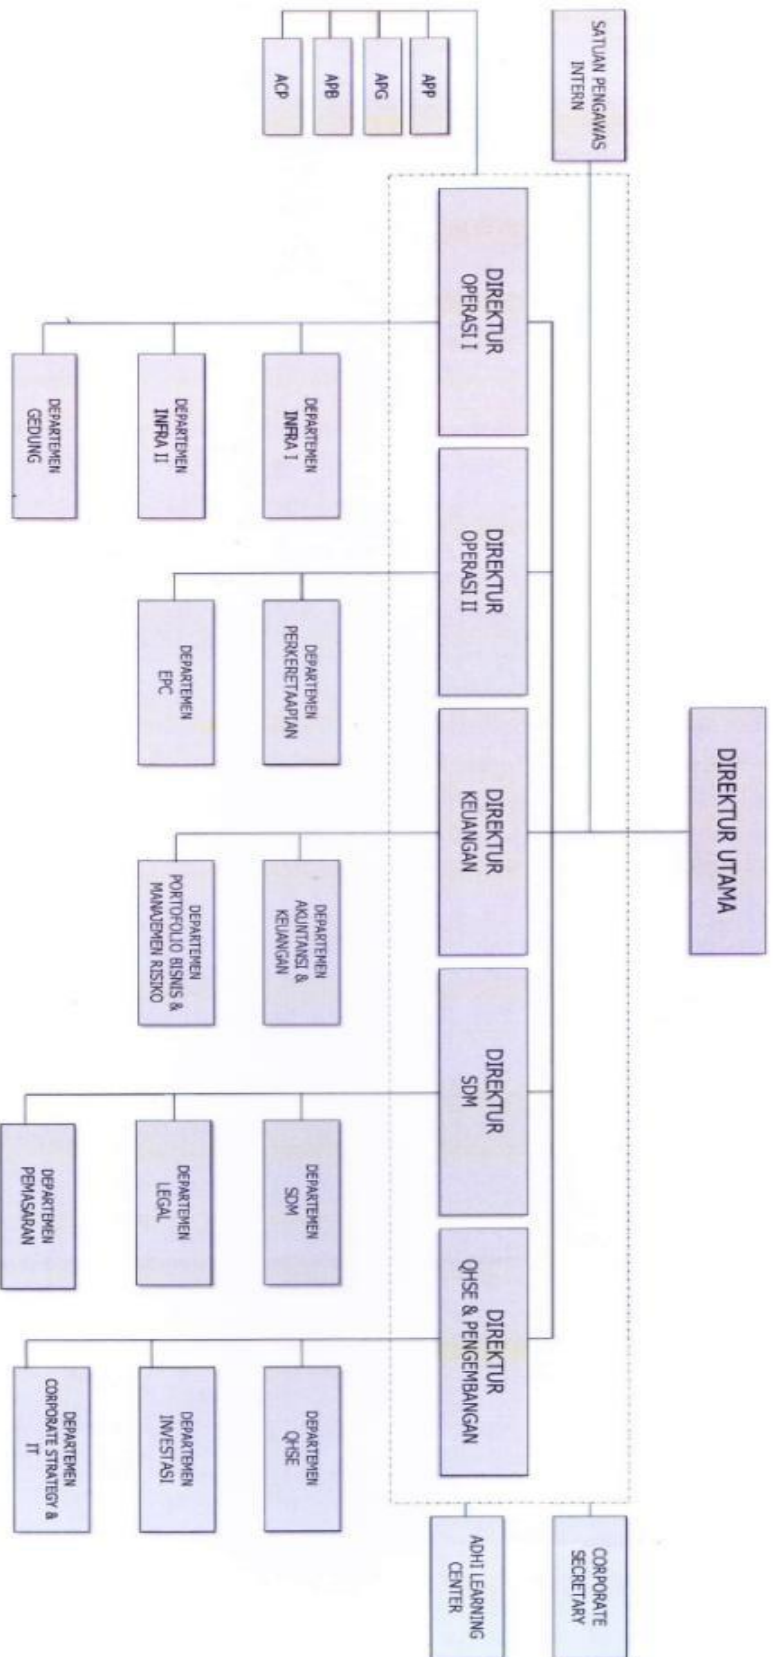 DIREKTUR UTAMA
SATUAN PENGAWAS
INTERN
CORPORATE
SECRETARY
DIREKTUR
OPERASI I
DIREKTUR
OPERASI II
DIREKTUR
KEUANGAN
DIREKTUR
SDM
DIREKTUR
QHSE & PENGEMBANGAN
ADHI LEARNING
CENTER
APP
APG
APB
ACP
DEPARTEMEN
INFRA I
DEPARTEMEN
PERKERETAAPIAN
DEPARTEMEN
AKUNTANSI &
KEUANGAN
DEPARTEMEN
SDM
DEPARTEMEN
QHSE
DEPARTEMEN
INFRA II
DEPARTEMEN
EPC
DEPARTEMEN
PORTOFOLIO BISNIS &
MANAJEMEN RISIKO
DEPARTEMEN
LEGAL
DEPARTEMEN
INVESTASI
DEPARTEMEN
GEDUNG
DEPARTEMEN
PEMASARAN
DEPARTEMEN
CORPORATE STRATEGY &
IT